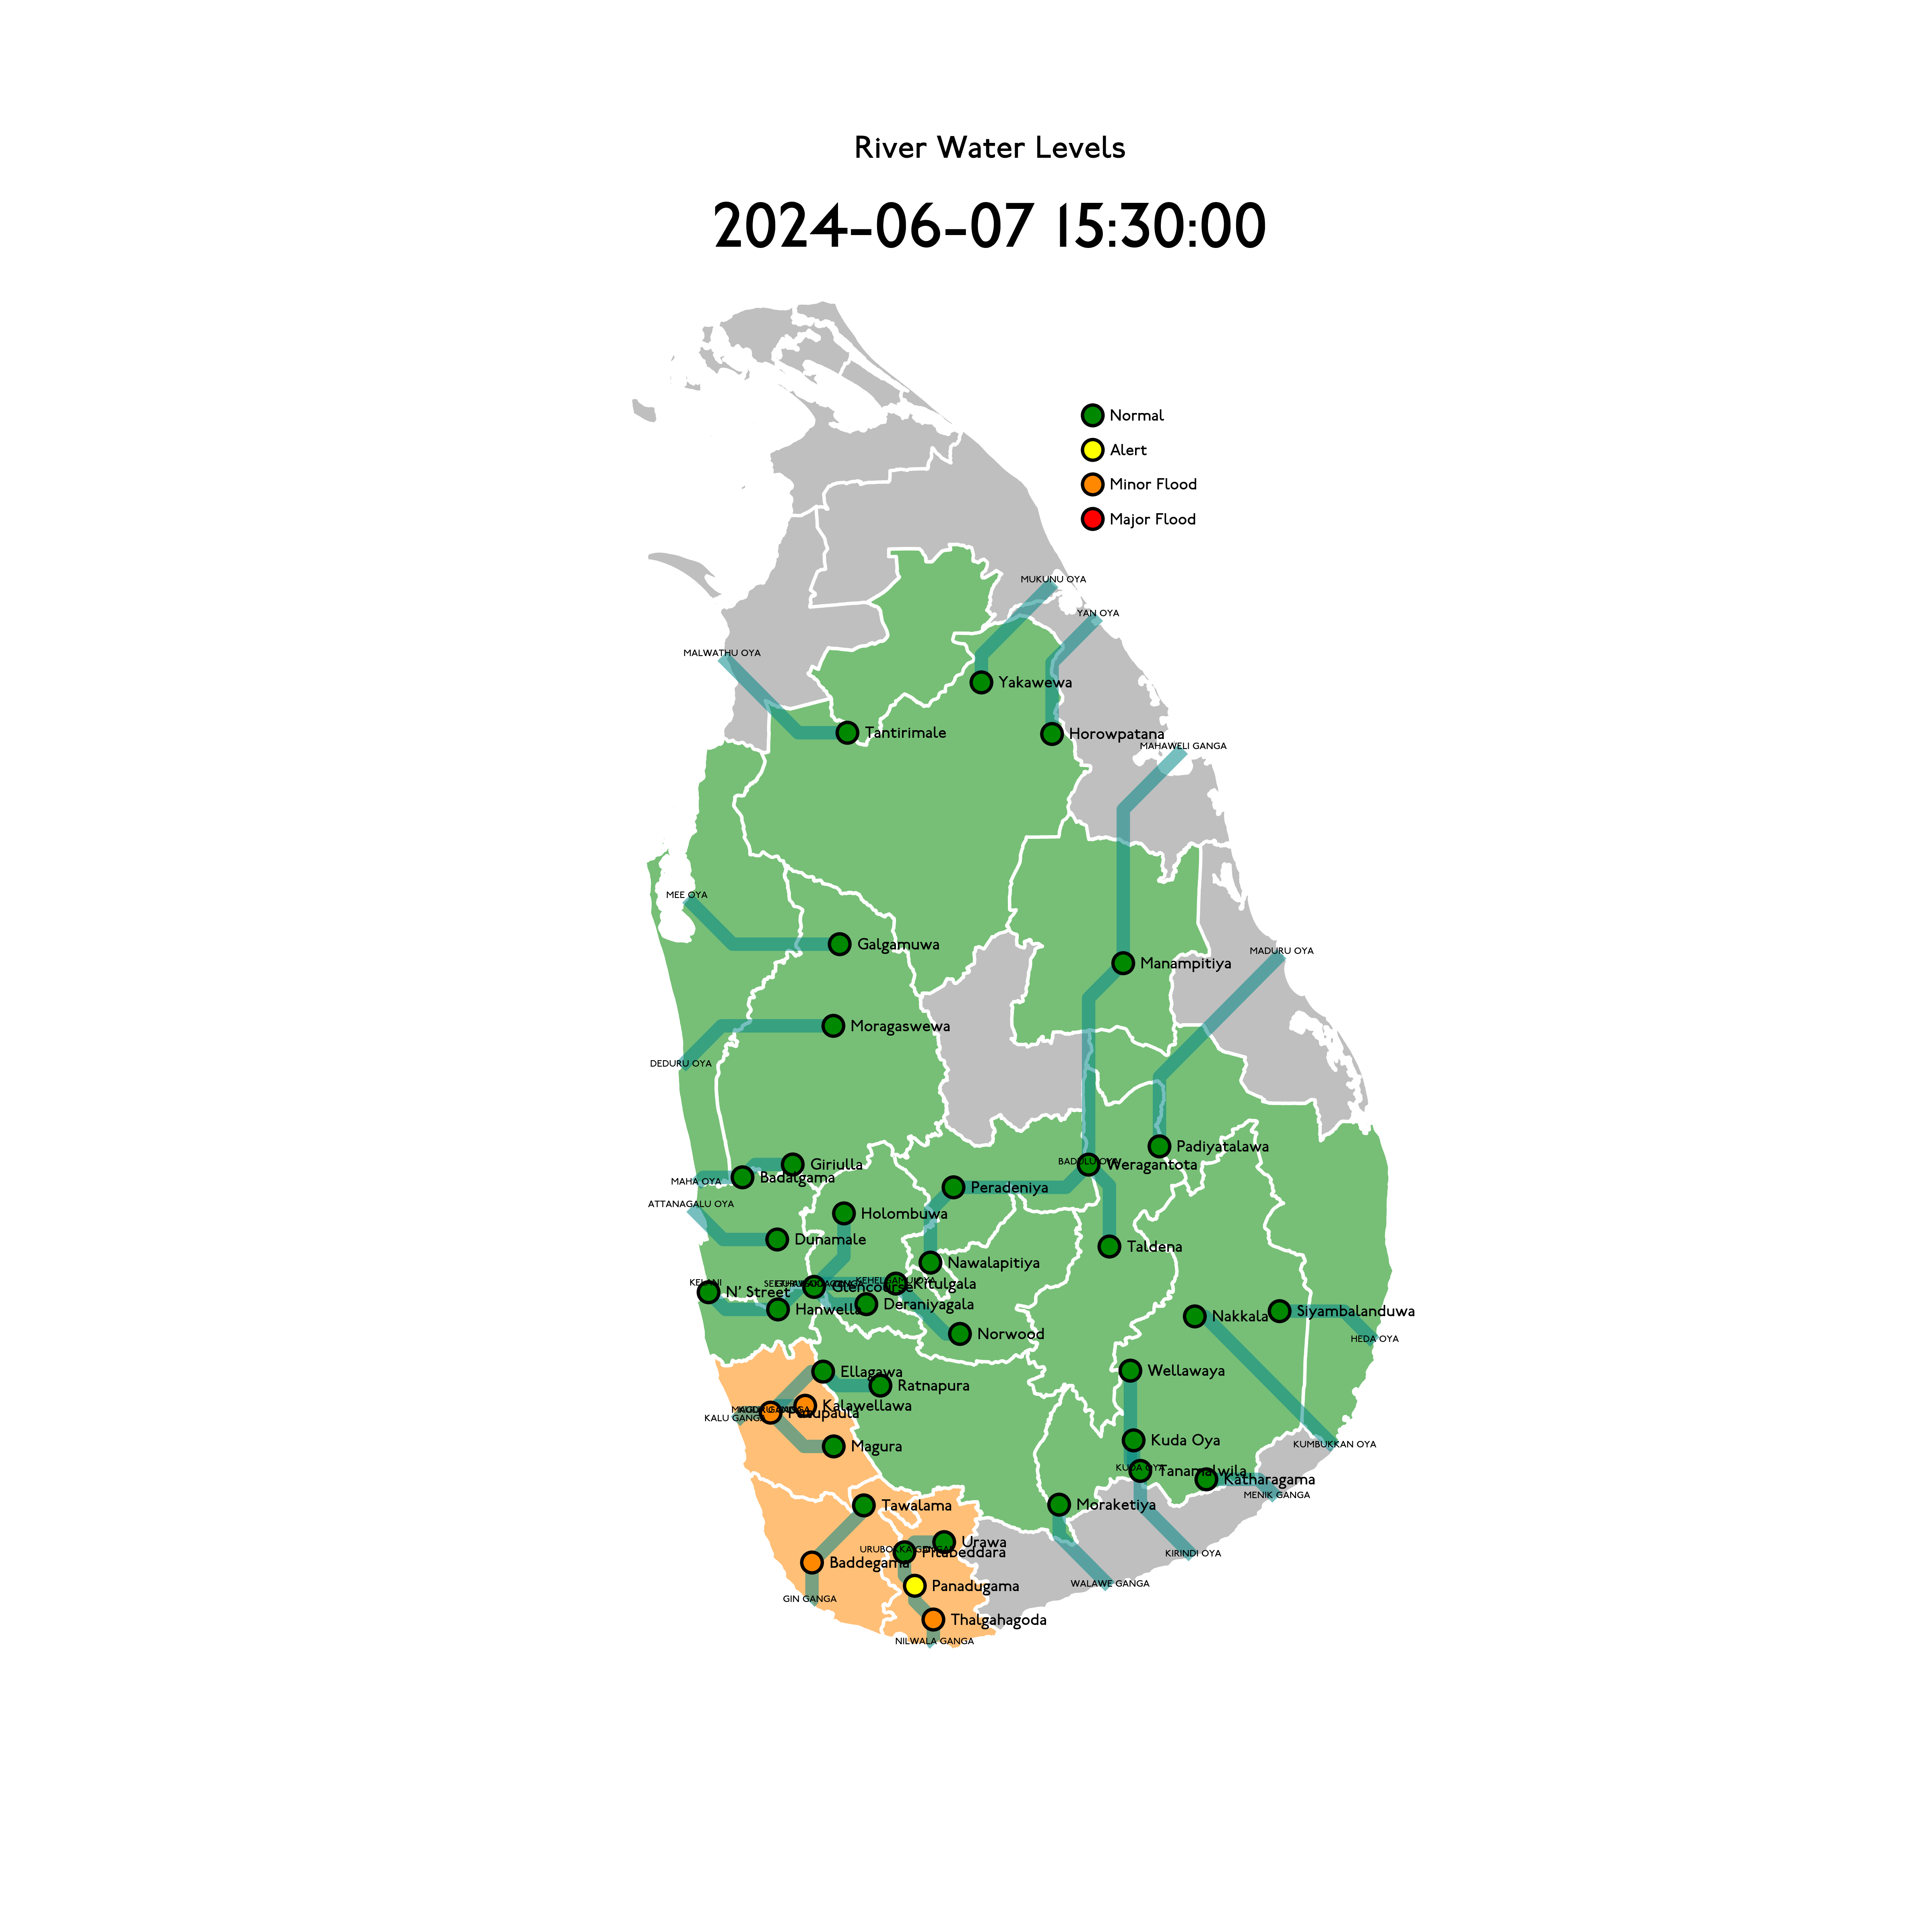 River Water Levels
2024-06-07 15:30:00
Normal
Alert
Minor Flood
Major Flood
MUKUNU OYA
YAN OYA
MALWATHU OYA
Yakawewa
Tantirimale
Horowpatana
MAHAWELI GANGA
MEE OYA
Galgamuwa
MADURU OYA
Manampitiya
Moragaswewa
DEDURU OYA
Padiyatalawa
BADULU OYA
Weragantota
Giriulla
Badalgama
MAHA OYA
Peradeniya
ATTANAGALU OYA
Holombuwa
Dunamale
Taldena
Nawalapitiya
KELANI
KEHELGAMU OYA
Kitulgala
Glencourse
N' Street
Deraniyagala
Hanwella
Siyambalanduwa
Nakkala
Norwood
HEDA OYA
Ellagawa
Wellawaya
Ratnapura
Kalawellawa
Putupaula
KALU GANGA
Magura
Kuda Oya
KUMBUKKAN OYA
KUDA OYA
Tanamalwila
Katharagama
MENIK GANGA
Tawalama
Moraketiya
Urawa
URUBOKKA GANGA
Pitabeddara
KIRINDI OYA
Baddegama
WALAWE GANGA
Panadugama
GIN GANGA
Thalgahagoda
NILWALA GANGA